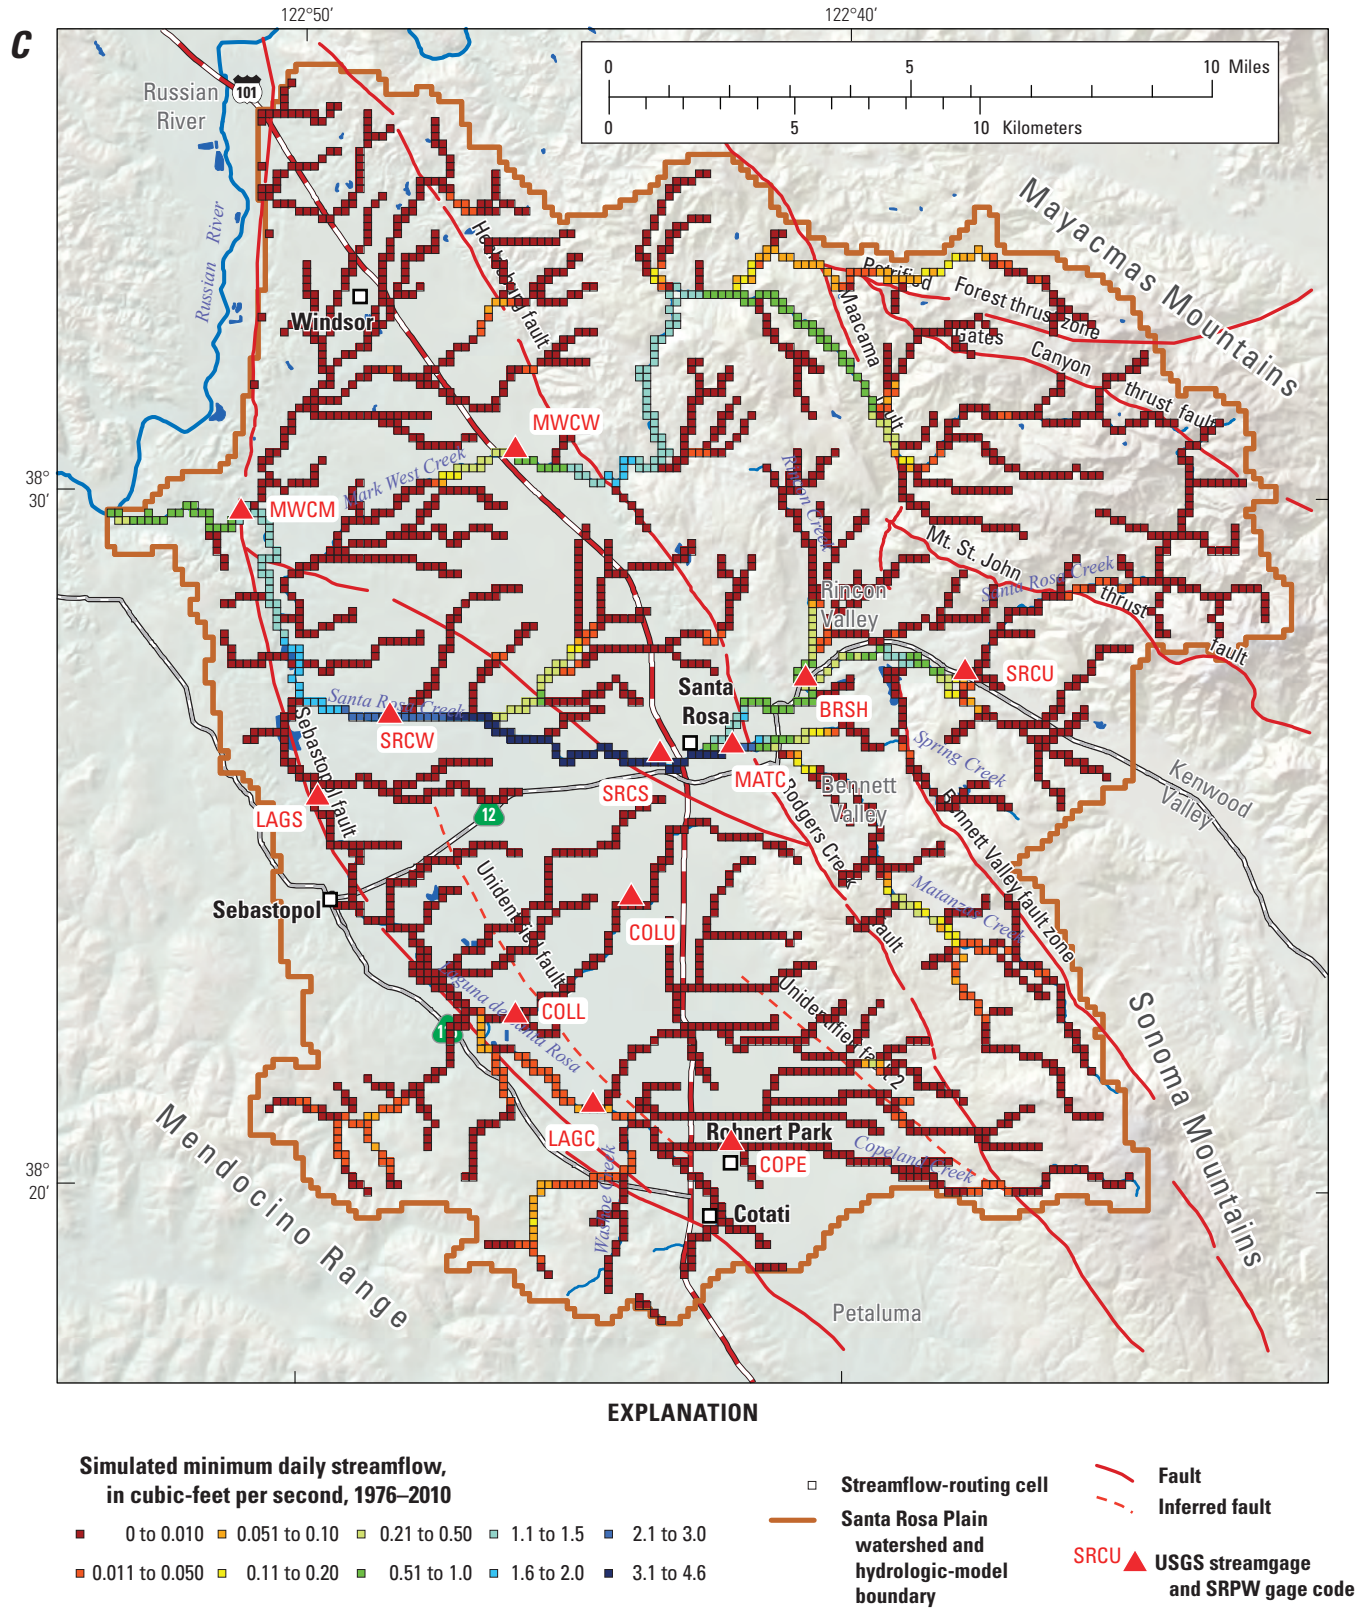 C
122°50′
122°40′
0 5 10 Miles
0 5 10 Kilometers
Russian
River
101
Russian River
Mayacmas Mountains
Healdsburg fault
Windsor
Maacama
fault
Petrified
Forest thrust zone
Gates
Canyon
thrust fault
MWCW
Mark West Creek
38°
30′
MWCM
Rincon Creek
Mt. St. John
thrust
fault
Santa Rosa Creek
Rincon
Valley
SRCU
Santa
Rosa
BRSH
Santa Rosa Creek
SRCW
Sebastopol fault
SRCS
MATC
Spring Creek
Kenwood
Valley
LAGS
12
Bennett
Valley
Rodgers Creek
fault
Bennett Valley fault zone
Unidentified fault
Matanzas Creek
Sebastopol
COLU
Laguna de Santa Rosa
COLL
Unidentified fault 2
Sonoma Mountains
LAGC
Rohnert Park
COPE
Copeland Creek
Mendocino Range
38°
20′
Washoe Creek
Cotati
Petaluma
EXPLANATION
Simulated minimum daily streamflow,
in cubic-feet per second, 1976–2010
0 to 0.010
0.051 to 0.10
0.21 to 0.50
1.1 to 1.5
2.1 to 3.0
0.011 to 0.050
0.11 to 0.20
0.51 to 1.0
1.6 to 2.0
3.1 to 4.6
Streamflow-routing cell
Santa Rosa Plain
watershed and
hydrologic-model
boundary
Fault
Inferred fault
SRCU
USGS streamgage
and SRPW gage code